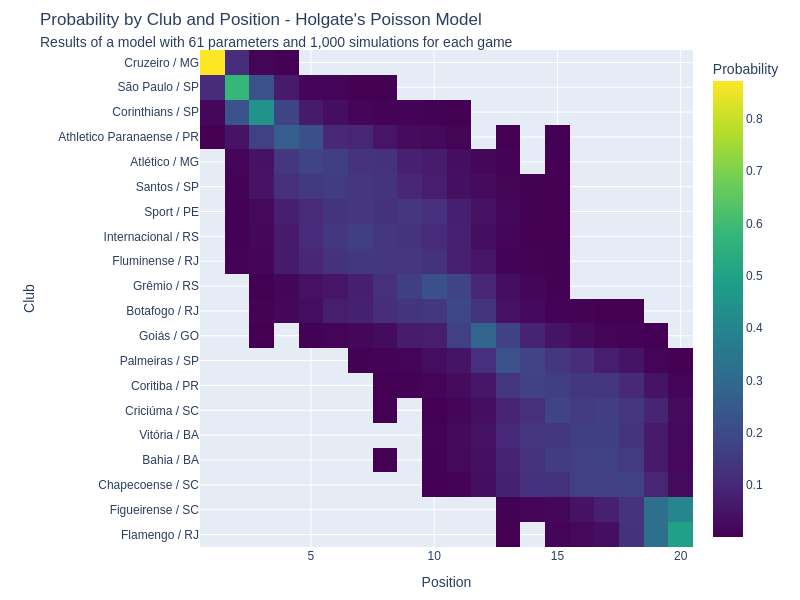 Probability by Club and Position - Holgate's Poisson Model
Results of a model with 61 parameters and 1,000 simulations for each game
Probability
Cruzeiro / MG
São Paulo / SP
Corinthians / SP
Athletico Paranaense / PR
Atlético / MG
Santos / SP
Sport / PE
Internacional / RS
Fluminense / RJ
Grêmio / RS
Botafogo / RJ
Goiás / GO
Palmeiras / SP
Coritiba / PR
Criciúma / SC
Vitória / BA
Bahia / BA
Chapecoense / SC
Figueirense / SC
Flamengo / RJ
Club
5
10
15
20
Position
0.8
0.7
0.6
0.5
0.4
0.3
0.2
0.1